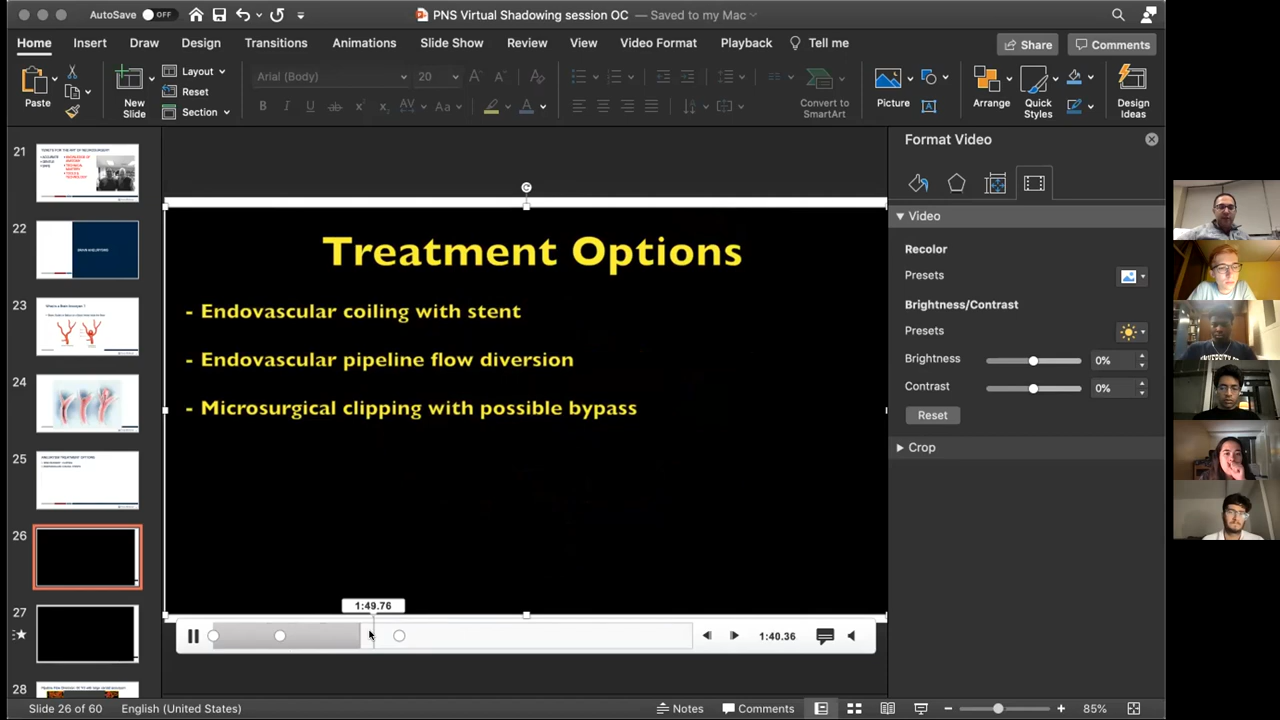 AutoSave OFF
PNS Virtual Shadowing session OC — Saved to my Mac
Home Insert Draw Design Transitions Animations Slide Show Review View Video Format Playback Tell me
Share Comments
Paste
New Slide
Layout
Reset
Section
Arial (Body) 20
Convert to SmartArt
Picture
Arrange
Quick Styles
Design Ideas
21
22
23
What is a Brain Aneurysm ?
24
25
26
27
28
Treatment Options
- Endovascular coiling with stent
- Endovascular pipeline flow diversion
- Microsurgical clipping with possible bypass
1:49.76
1:40.36
Format Video
Video
Recolor
Presets
Brightness/Contrast
Presets
Brightness 0%
Contrast 0%
Reset
Crop
Slide 26 of 60 English (United States) Notes Comments 85%